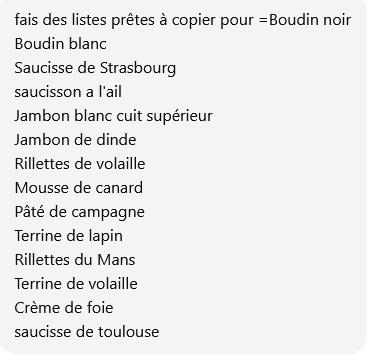 fais des listes prêtes à copier pour =Boudin noir
Boudin blanc
Saucisse de Strasbourg
saucisson a l'ail
Jambon blanc cuit supérieur
Jambon de dinde
Rillettes de volaille
Mousse de canard
Pâté de campagne
Terrine de lapin
Rillettes du Mans
Terrine de volaille
Crème de foie
saucisse de toulouse